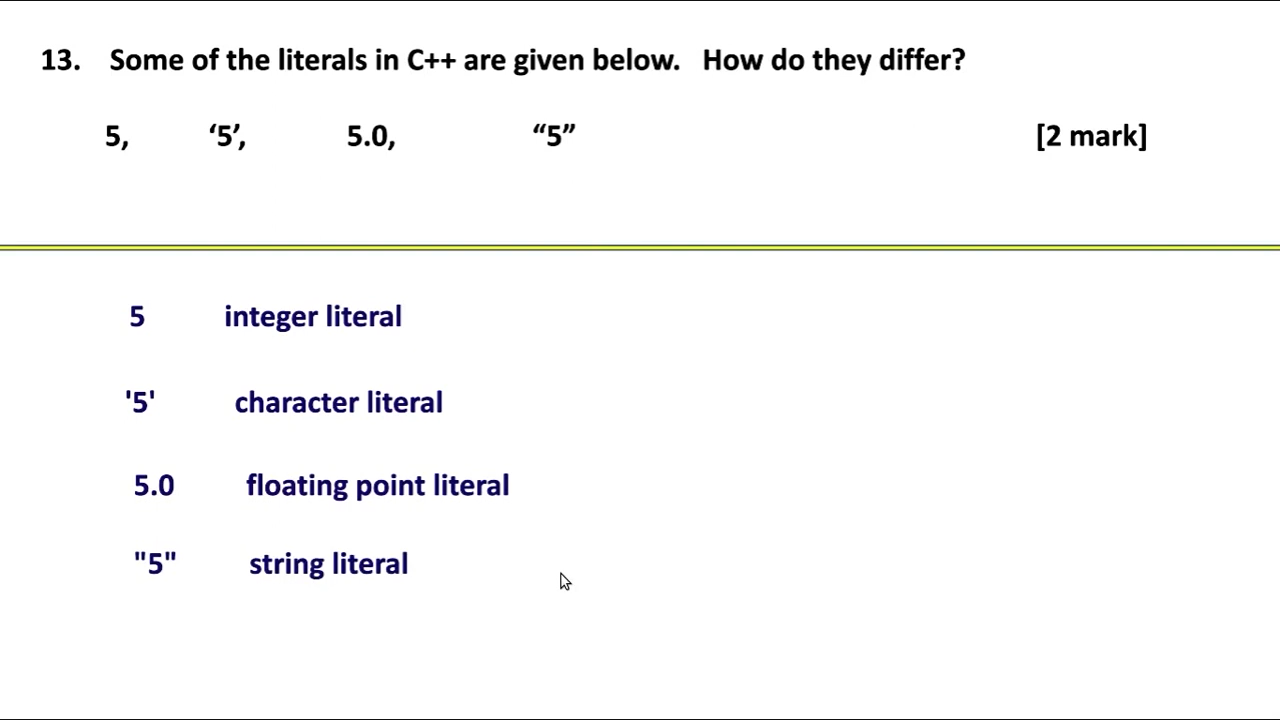 13. Some of the literals in C++ are given below. How do they differ?
5, ‘5’, 5.0, “5” [2 mark]
5 integer literal
'5' character literal
5.0 floating point literal
"5" string literal